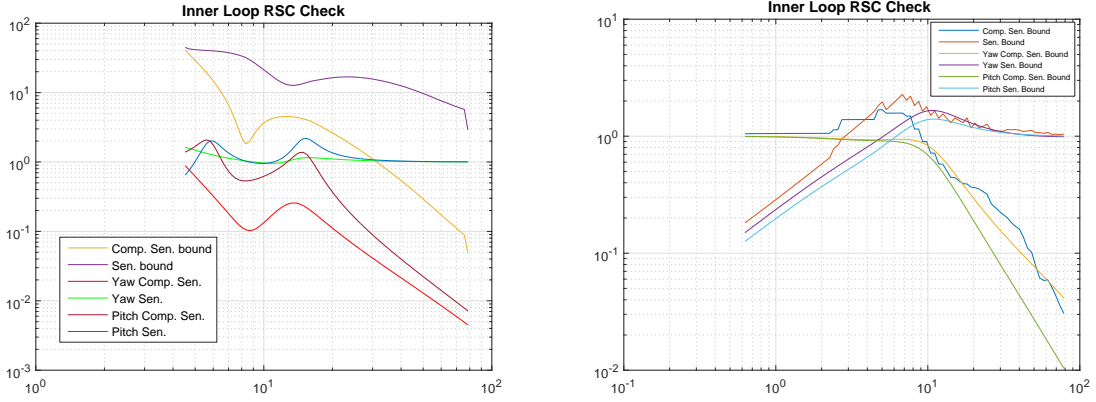 Inner Loop RSC Check
10^2
10^1
10^0
10^-1
10^-2
10^-3
Comp. Sen. bound
Sen. bound
Yaw Comp. Sen.
Yaw Sen.
Pitch Comp. Sen.
Pitch Sen.
10^0
10^1
10^2
Inner Loop RSC Check
10^1
10^0
10^-1
10^-2
Comp. Sen. Bound
Sen. Bound
Yaw Comp. Sen. Bound
Yaw Sen. Bound
Pitch Comp. Sen. Bound
Pitch Sen. Bound
10^-1
10^0
10^1
10^2